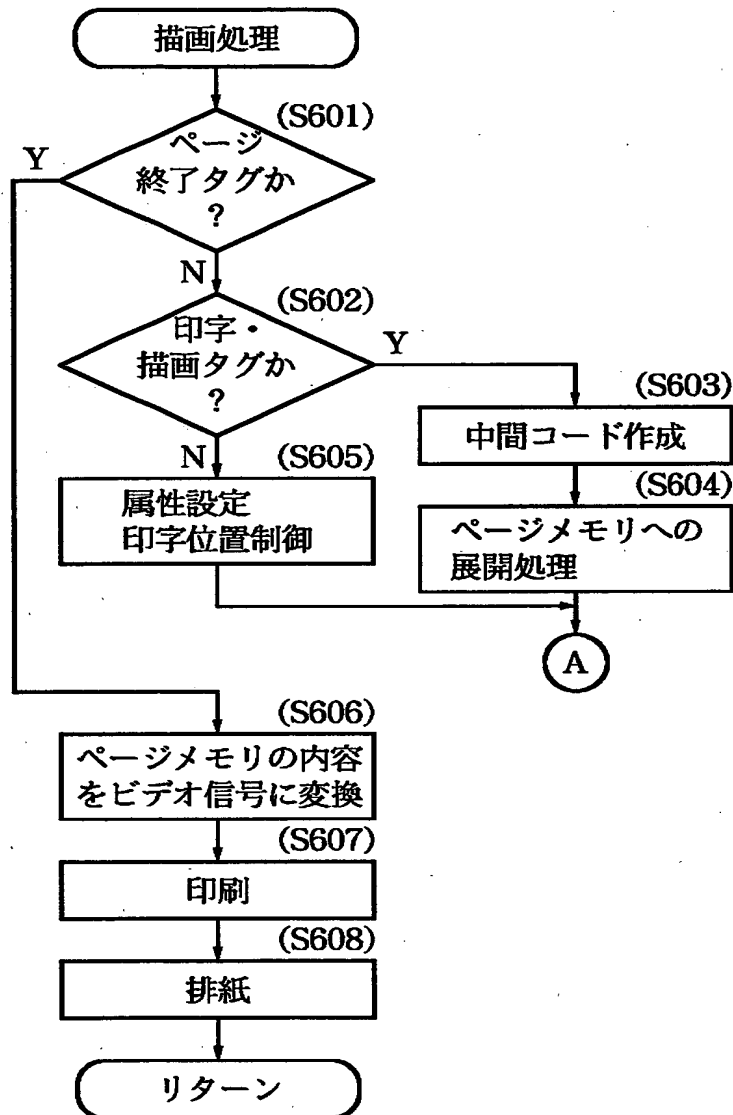 描画処理
(S601)
ページ
終了タグか
?
Y
N
(S602)
印字・
描画タグか
?
Y
(S603)
中間コード作成
(S604)
ページメモリへの
展開処理
N
(S605)
属性設定
印字位置制御
A
(S606)
ページメモリの内容
をビデオ信号に変換
(S607)
印刷
(S608)
排紙
リターン